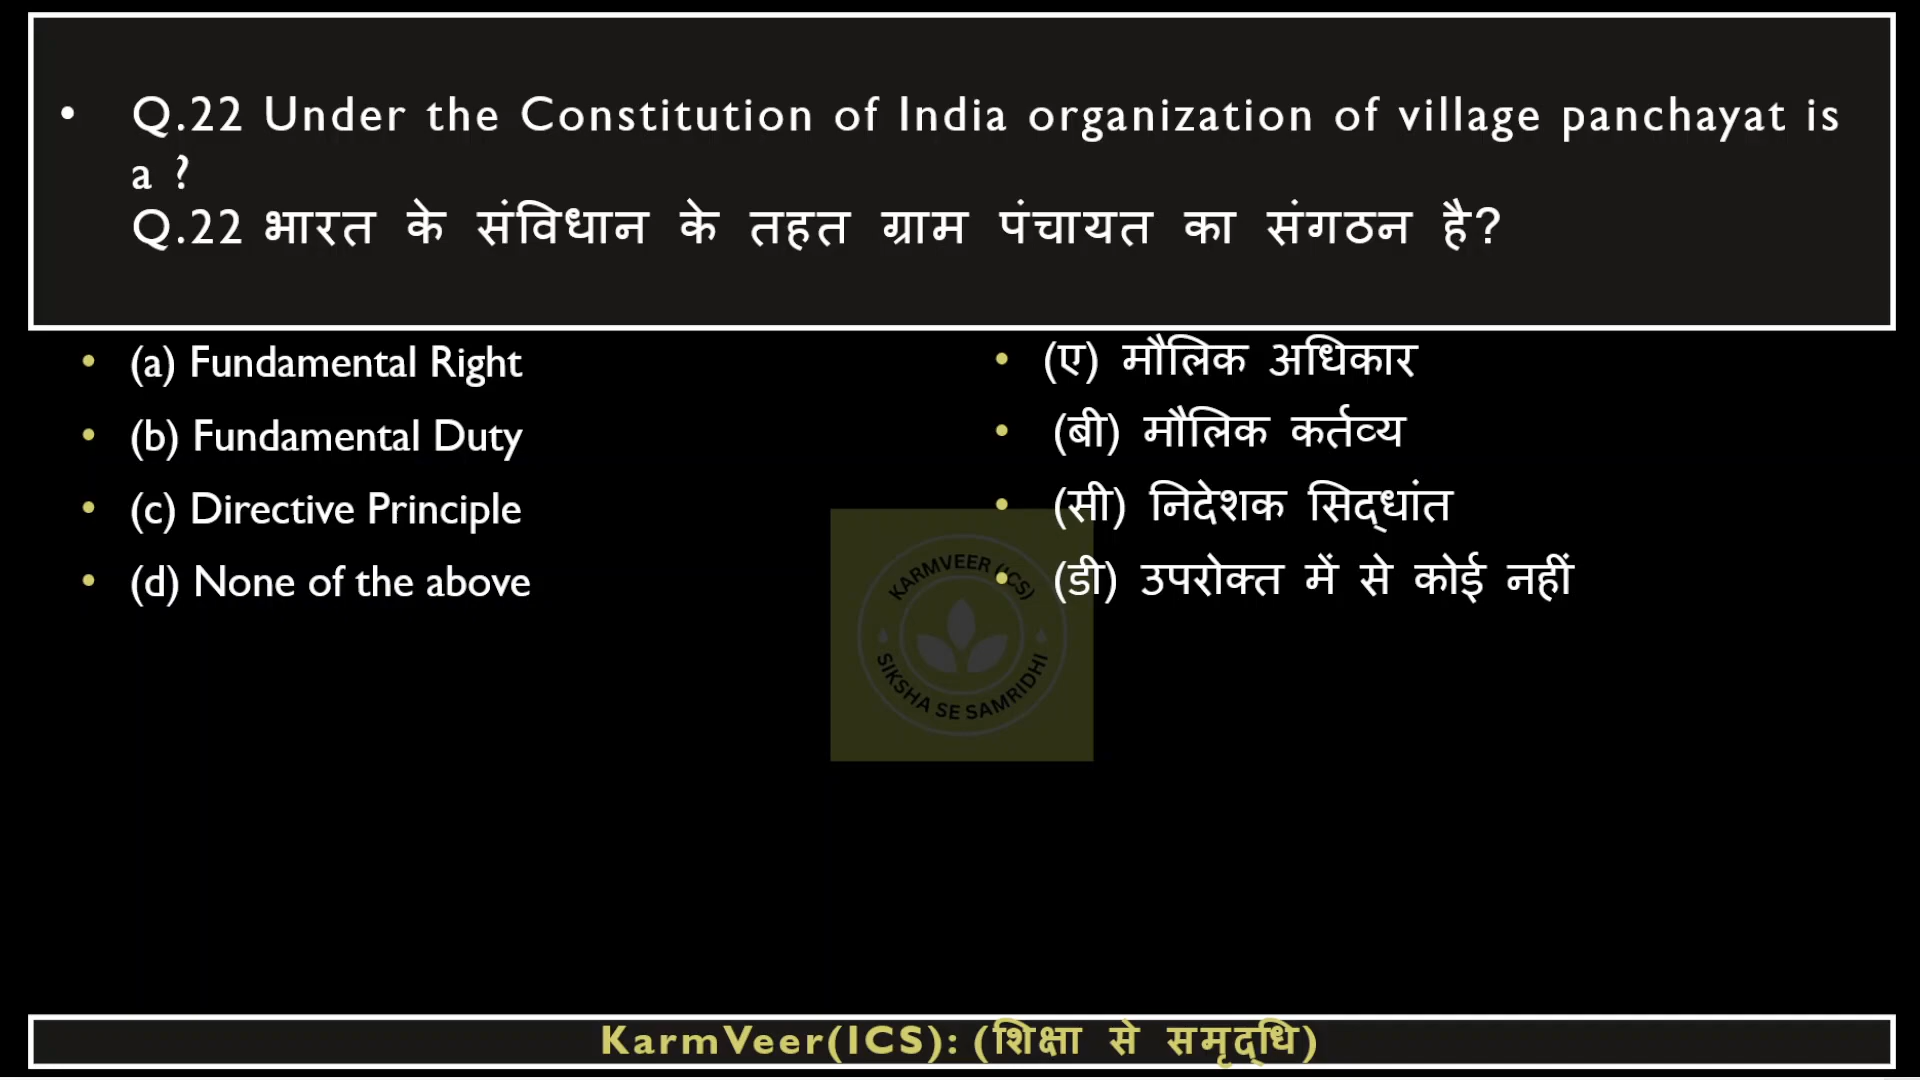 Q.22 Under the Constitution of India organization of village panchayat is
a ?
Q.22 भारत के संविधान के तहत ग्राम पंचायत का संगठन है?
(a) Fundamental Right
(b) Fundamental Duty
(c) Directive Principle
(d) None of the above
(ए) मौलिक अधिकार
(बी) मौलिक कर्तव्य
(सी) निदेशक सिद्धांत
(डी) उपरोक्त में से कोई नहीं
KARMVEER (ICS)
SIKSHA SE SAMRIDHI
KarmVeer(ICS): (शिक्षा से समृद्धि)